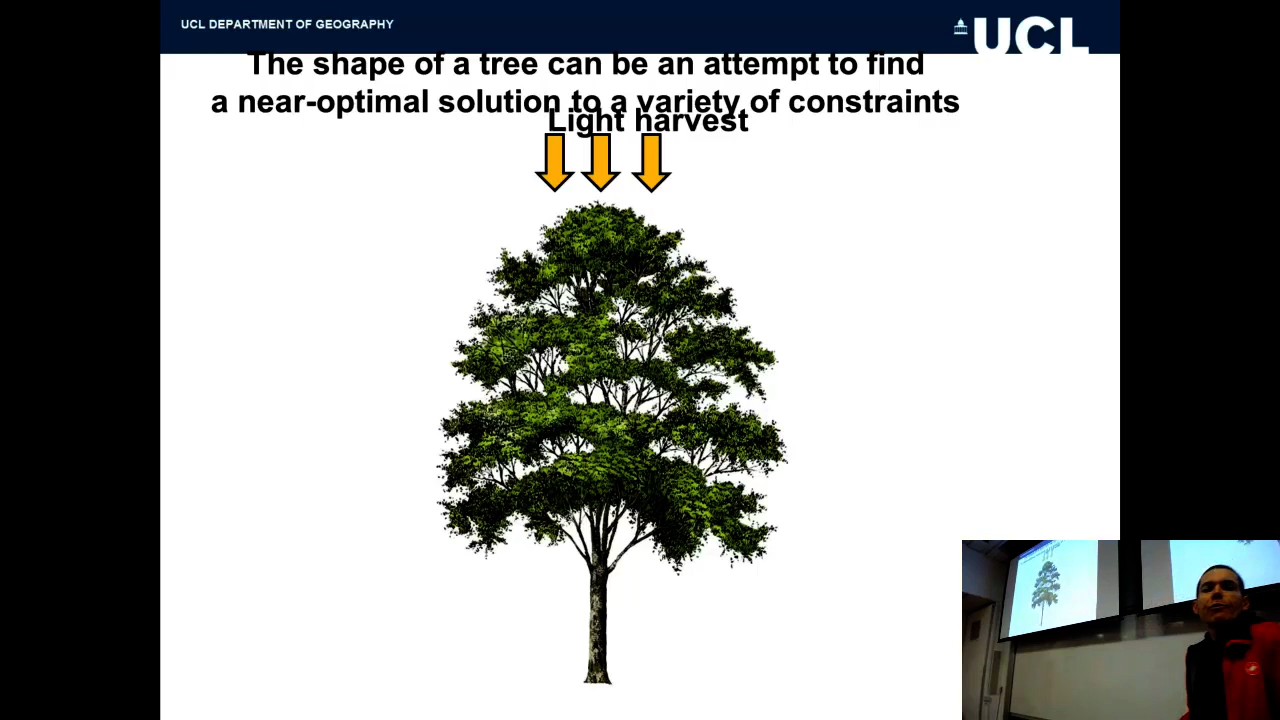 UCL DEPARTMENT OF GEOGRAPHY
UCL
The shape of a tree can be an attempt to find
a near-optimal solution to a variety of constraints
Light harvest